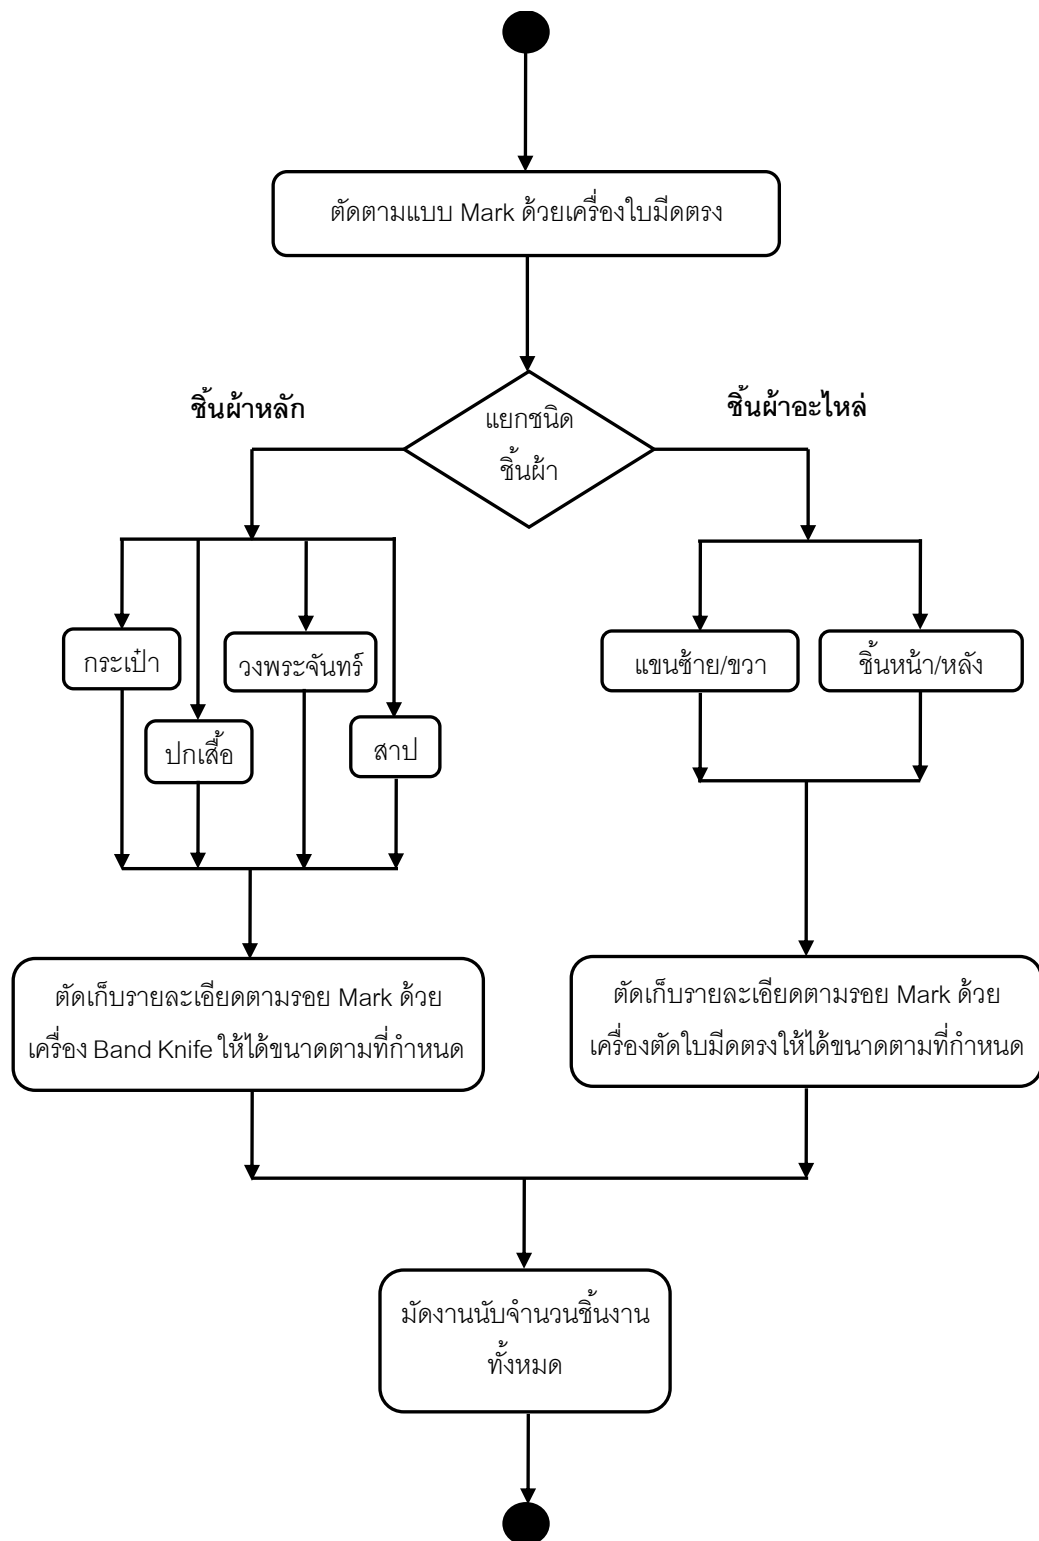 ตัดตามแบบ Mark ด้วยเครื่องใบมีดตรง
ชิ้นผ้าหลัก
ชิ้นผ้าอะไหล่
แยกชนิด
ชิ้นผ้า
กระเป๋า
วงพระจันทร์
ปกเสื้อ
สาป
แขนซ้าย/ขวา
ชิ้นหน้า/หลัง
ตัดเก็บรายละเอียดตามรอย Mark ด้วย
เครื่อง Band Knife ให้ได้ขนาดตามที่กำหนด
ตัดเก็บรายละเอียดตามรอย Mark ด้วย
เครื่องตัดใบมีดตรงให้ได้ขนาดตามที่กำหนด
มัดงานนับจำนวนชิ้นงาน
ทั้งหมด